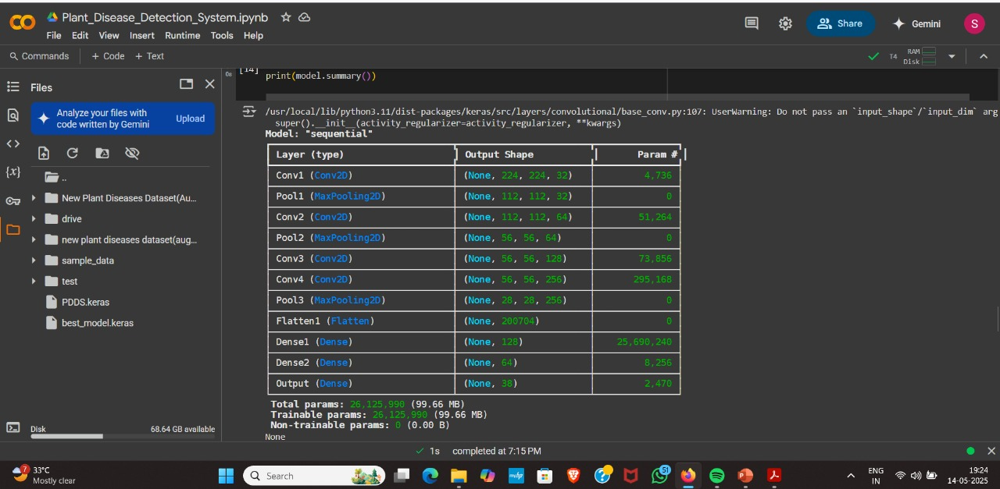 Plant_Disease_Detection_System.ipynb
File Edit View Insert Runtime Tools Help
Share
Gemini
S
Commands + Code + Text
T4 RAM
Disk
Files
Analyze your files with
code written by Gemini
Upload
..
New Plant Diseases Dataset(Au...
drive
new plant diseases dataset(aug...
sample_data
test
PDDS.keras
best_model.keras
Disk 68.64 GB available
0s
[14] print(model.summary())
/usr/local/lib/python3.11/dist-packages/keras/src/layers/convolutional/base_conv.py:107: UserWarning: Do not pass an `input_shape`/`input_dim` arg
super().__init__(activity_regularizer=activity_regularizer, **kwargs)
Model: "sequential"
Layer (type) Output Shape Param #
Conv1 (Conv2D) (None, 224, 224, 32) 4,736
Pool1 (MaxPooling2D) (None, 112, 112, 32) 0
Conv2 (Conv2D) (None, 112, 112, 64) 51,264
Pool2 (MaxPooling2D) (None, 56, 56, 64) 0
Conv3 (Conv2D) (None, 56, 56, 128) 73,856
Conv4 (Conv2D) (None, 56, 56, 256) 295,168
Pool3 (MaxPooling2D) (None, 28, 28, 256) 0
Flatten1 (Flatten) (None, 200704) 0
Dense1 (Dense) (None, 128) 25,690,240
Dense2 (Dense) (None, 64) 8,256
Output (Dense) (None, 38) 2,470
Total params: 26,125,990 (99.66 MB)
Trainable params: 26,125,990 (99.66 MB)
Non-trainable params: 0 (0.00 B)
None
1s completed at 7:15 PM
7
33°C
Mostly clear
Search
myhp
51
ENG
IN
19:24
14-05-2025